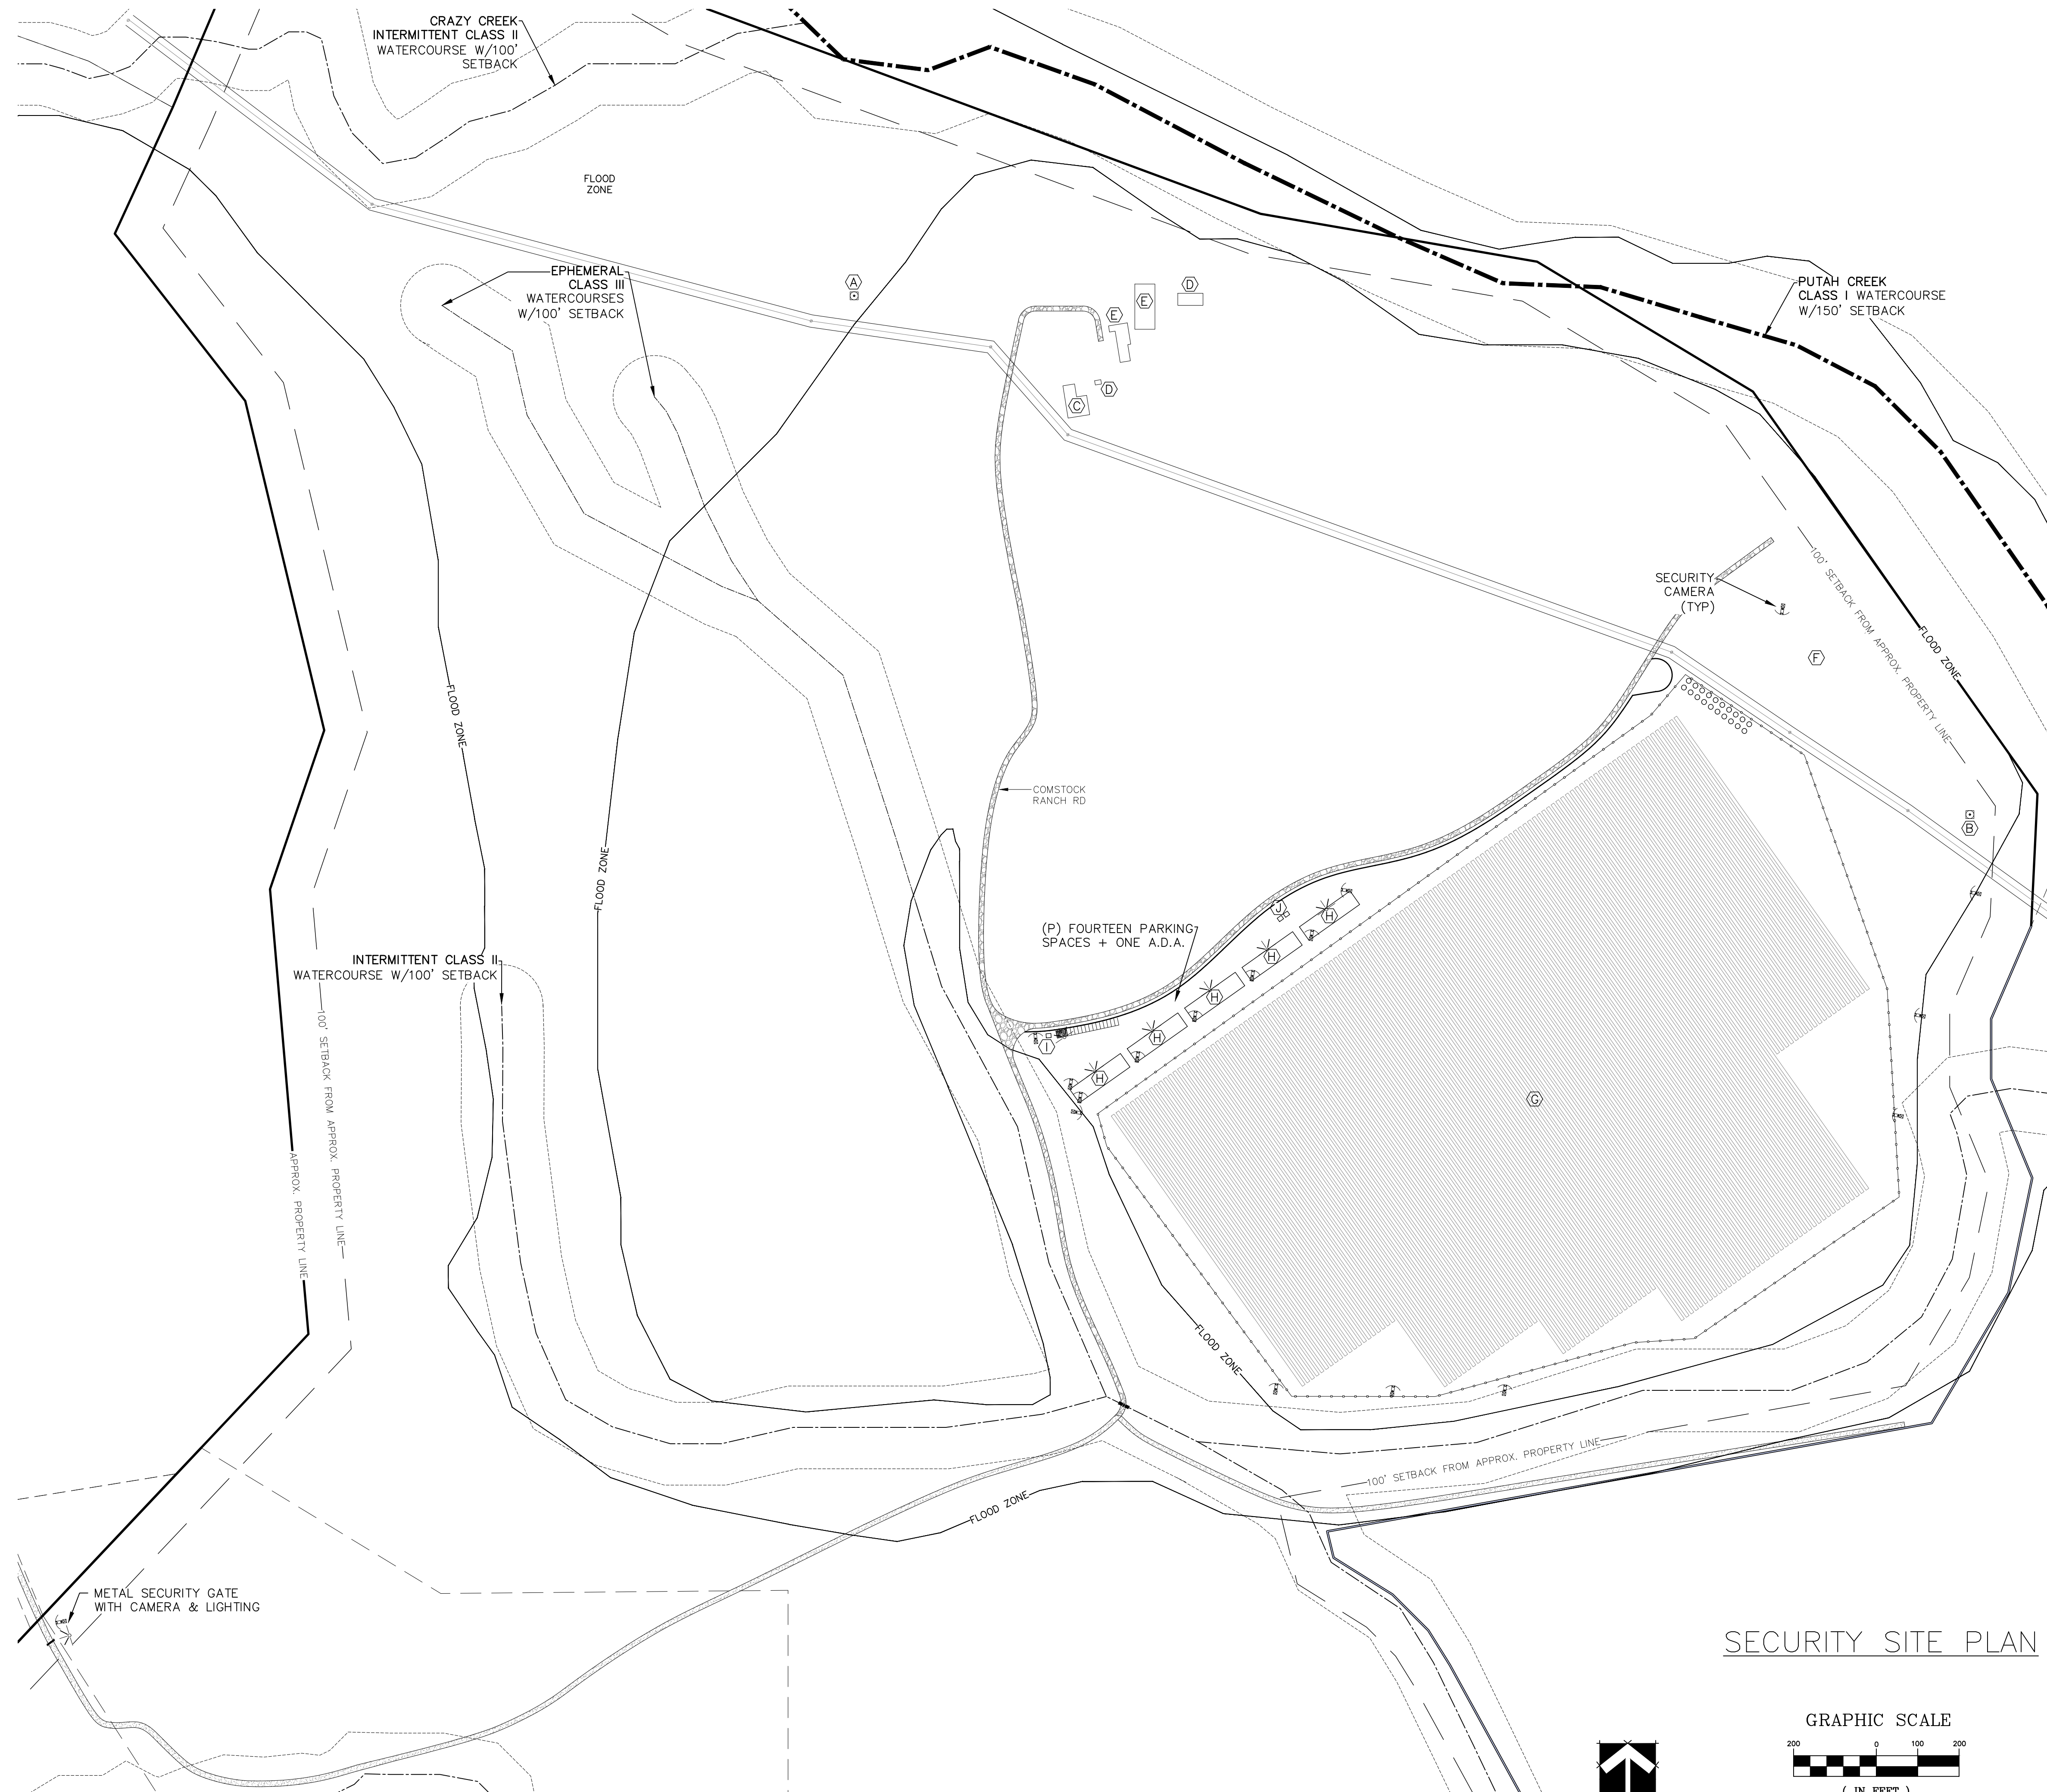 CRAZY CREEK
INTERMITTENT CLASS II
WATERCOURSE W/100'
SETBACK
FLOOD
ZONE
EPHEMERAL
CLASS III
WATERCOURSES
W/100' SETBACK
A
D
E
E
D
C
PUTAH CREEK
CLASS I WATERCOURSE
W/150' SETBACK
SECURITY
CAMERA
(TYP)
100' SETBACK FROM APPROX. PROPERTY LINE
FLOOD ZONE
F
FLOOD ZONE
COMSTOCK
RANCH RD
B
FLOOD ZONE
(P) FOURTEEN PARKING
SPACES + ONE A.D.A.
J
H
H
H
H
H
I
INTERMITTENT CLASS II
WATERCOURSE W/100' SETBACK
100' SETBACK FROM APPROX. PROPERTY LINE
APPROX. PROPERTY LINE
G
FLOOD ZONE
100' SETBACK FROM APPROX. PROPERTY LINE
FLOOD ZONE
METAL SECURITY GATE
WITH CAMERA & LIGHTING
SECURITY SITE PLAN
GRAPHIC SCALE
200 0 100 200
( IN FEET )